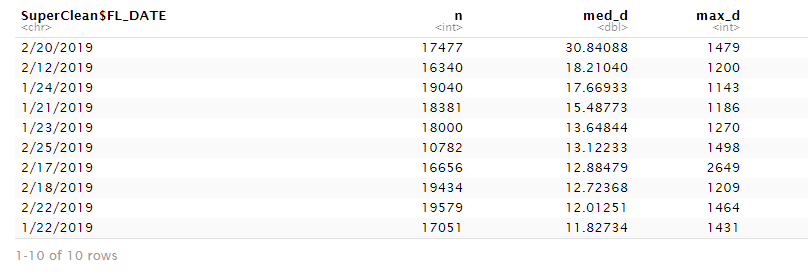 SuperClean$FL_DATE n med_d max_d
<chr> <int> <dbl> <int>
2/20/2019 17477 30.84088 1479
2/12/2019 16340 18.21040 1200
1/24/2019 19040 17.66933 1143
1/21/2019 18381 15.48773 1186
1/23/2019 18000 13.64844 1270
2/25/2019 10782 13.12233 1498
2/17/2019 16656 12.88479 2649
2/18/2019 19434 12.72368 1209
2/22/2019 19579 12.01251 1464
1/22/2019 17051 11.82734 1431
1-10 of 10 rows